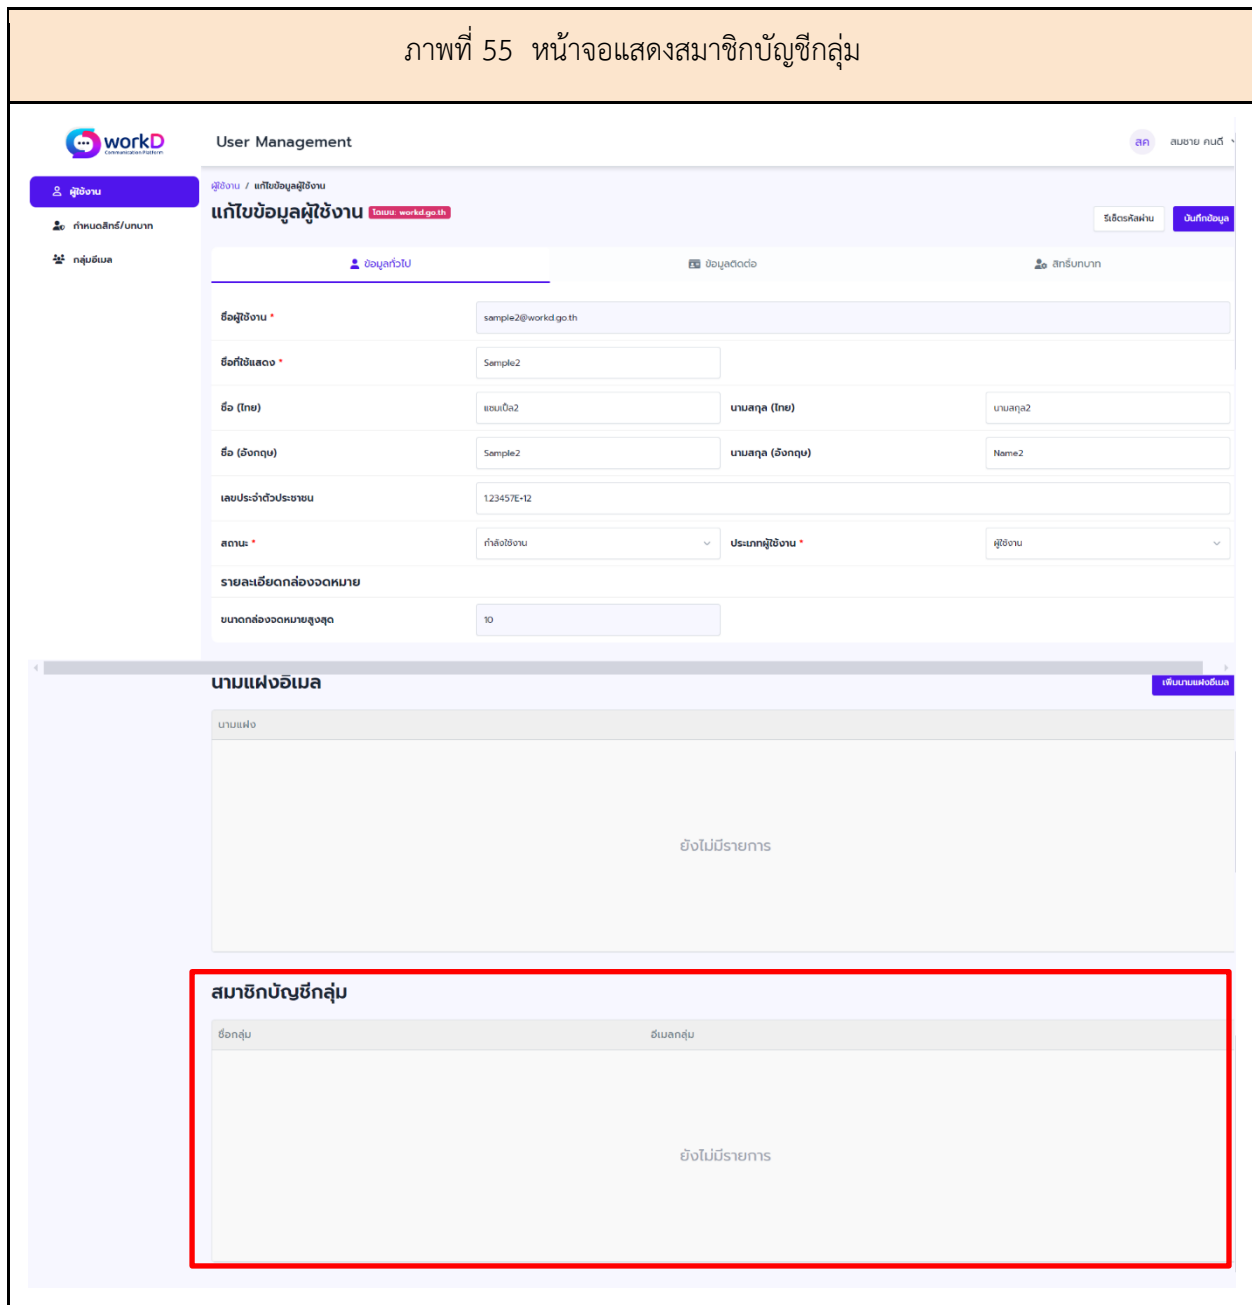 ภาพที่ 55 หน้าจอแสดงสมาชิกบัญชีกลุ่ม
workD
Communication Platform
User Management
สค สมชาย คนดี
ผู้ใช้งาน
กำหนดสิทธิ์/บทบาท
กลุ่มอีเมล
ผู้ใช้งาน / แก้ไขข้อมูลผู้ใช้งาน
แก้ไขข้อมูลผู้ใช้งาน โดเมน: workd.go.th
รีเซ็ตรหัสผ่าน บันทึกข้อมูล
ข้อมูลทั่วไป ข้อมูลติดต่อ สิทธิ์บทบาท
ชื่อผู้ใช้งาน * sample2@workd.go.th
ชื่อที่ใช้แสดง * Sample2
ชื่อ (ไทย) แซมเปิ้ล2 นามสกุล (ไทย) นามสกุล2
ชื่อ (อังกฤษ) Sample2 นามสกุล (อังกฤษ) Name2
เลขประจำตัวประชาชน 1.23457E+12
สถานะ * กำลังใช้งาน ประเภทผู้ใช้งาน * ผู้ใช้งาน
รายละเอียดกล่องจดหมาย
ขนาดกล่องจดหมายสูงสุด 10
นามแฝงอีเมล เพิ่มนามแฝงอีเมล
นามแฝง
ยังไม่มีรายการ
สมาชิกบัญชีกลุ่ม
ชื่อกลุ่ม อีเมลกลุ่ม
ยังไม่มีรายการ